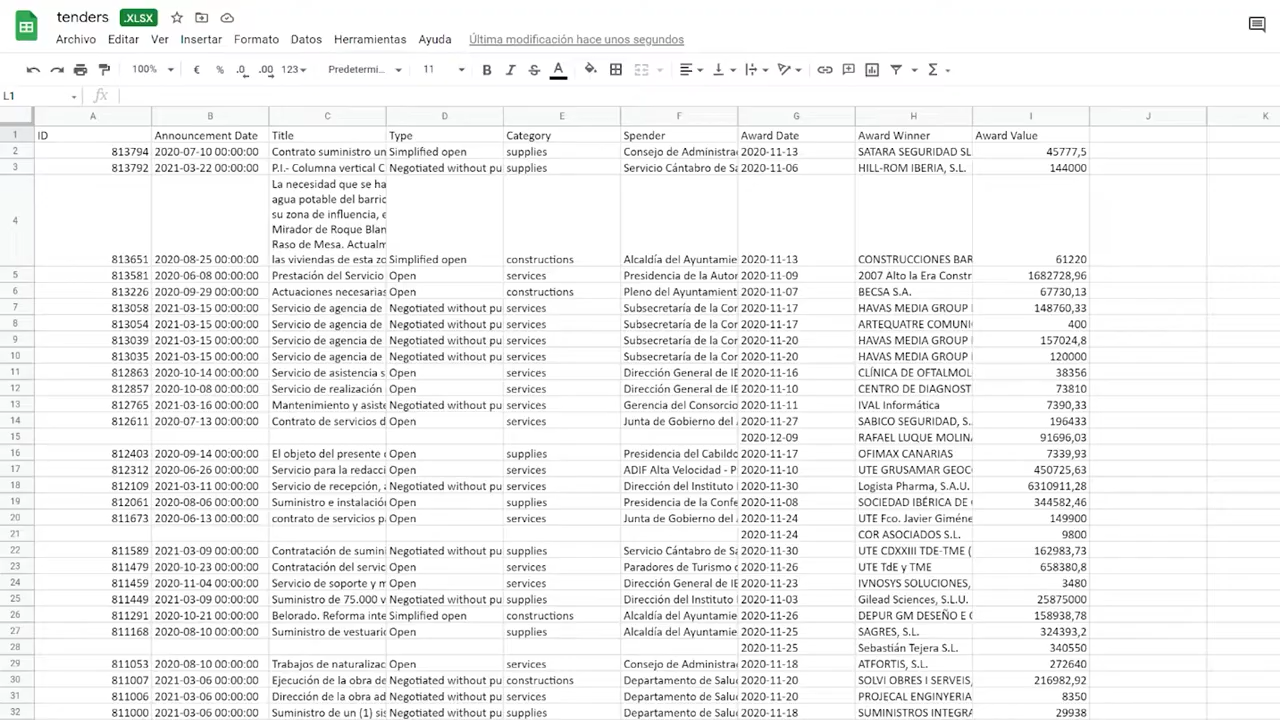 tenders .XLSX
Archivo Editar Ver Insertar Formato Datos Herramientas Ayuda Última modificación hace unos segundos
100% € % .0 .00 123 Predetermi... 11 B I S A Σ
L1 fx
A B C D E F G H I J K
1 ID Announcement Date Title Type Category Spender Award Date Award Winner Award Value
2 813794 2020-07-10 00:00:00 Contrato suministro un Simplified open supplies Consejo de Administra 2020-11-13 SATARA SEGURIDAD SL 45777,5
3 813792 2021-03-22 00:00:00 P.I.- Columna vertical C Negotiated without pu supplies Servicio Cántabro de Sa 2020-11-06 HILL-ROM IBERIA, S.L. 144000
La necesidad que se ha
agua potable del barric
su zona de influencia, e
4 Mirador de Roque Blan
Raso de Mesa. Actualm
813651 2020-08-25 00:00:00 las viviendas de esta zo Simplified open constructions Alcaldía del Ayuntamie 2020-11-13 CONSTRUCCIONES BAR 61220
5 813581 2020-06-08 00:00:00 Prestación del Servicio Open services Presidencia de la Autor 2020-11-09 2007 Alto la Era Constr 1682728,96
6 813226 2020-09-29 00:00:00 Actuaciones necesarias Open constructions Pleno del Ayuntamient 2020-11-07 BECSA S.A. 67730,13
7 813058 2021-03-15 00:00:00 Servicio de agencia de Negotiated without pu services Subsecretaría de la Cor 2020-11-17 HAVAS MEDIA GROUP 148760,33
8 813054 2021-03-15 00:00:00 Servicio de agencia de Negotiated without pu services Subsecretaría de la Cor 2020-11-17 ARTEQUATRE COMUNI 400
9 813039 2021-03-15 00:00:00 Servicio de agencia de Negotiated without pu services Subsecretaría de la Cor 2020-11-20 HAVAS MEDIA GROUP 157024,8
10 813035 2021-03-15 00:00:00 Servicio de agencia de Negotiated without pu services Subsecretaría de la Cor 2020-11-20 HAVAS MEDIA GROUP 120000
11 812863 2020-10-14 00:00:00 Servicio de asistencia s Open services Dirección General de IE 2020-11-16 CLÍNICA DE OFTALMOL 38356
12 812857 2020-10-08 00:00:00 Servicio de realización Open services Dirección General de IE 2020-11-10 CENTRO DE DIAGNOST 73810
13 812765 2021-03-16 00:00:00 Mantenimiento y asiste Negotiated without pu services Gerencia del Consorcio 2020-11-11 IVAL Informática 7390,33
14 812611 2020-07-13 00:00:00 Contrato de servicios d Open services Junta de Gobierno del 2020-11-27 SABICO SEGURIDAD, S. 196433
15 2020-12-09 RAFAEL LUQUE MOLINA 91696,03
16 812403 2020-09-14 00:00:00 El objeto del presente Open supplies Presidencia del Cabildo 2020-11-17 OFIMAX CANARIAS 7339,93
17 812312 2020-06-26 00:00:00 Servicio para la redacci Open services ADIF Alta Velocidad - P 2020-11-10 UTE GRUSAMAR GEOC 450725,63
18 812109 2021-03-11 00:00:00 Servicio de recepción, a Negotiated without pu services Dirección del Instituto 2020-11-30 Logista Pharma, S.A.U. 6310911,28
19 812061 2020-08-06 00:00:00 Suministro e instalación Open supplies Presidencia de la Confe 2020-11-08 SOCIEDAD IBÉRICA DE 344582,46
20 811673 2020-06-13 00:00:00 contrato de servicios pa Open services Junta de Gobierno del 2020-11-24 UTE Fco. Javier Giméne 149900
21 2020-11-24 COR ASOCIADOS S.L. 9800
22 811589 2021-03-09 00:00:00 Contratación de sumin Negotiated without pu supplies Servicio Cántabro de Sa 2020-11-30 UTE CDXXIII TDE-TME ( 162983,73
23 811479 2020-10-23 00:00:00 Contratación del servic Open services Paradores de Turismo 2020-11-26 UTE TdE y TME 658380,8
24 811459 2020-11-04 00:00:00 Servicio de soporte y m Open services Dirección General de IE 2020-11-23 IVNOSYS SOLUCIONES, 3480
25 811449 2021-03-09 00:00:00 Suministro de 75.000 v Negotiated without pu supplies Dirección del Instituto 2020-11-03 Gilead Sciences, S.L.U. 25875000
26 811291 2020-10-21 00:00:00 Belorado. Reforma inte Simplified open constructions Alcaldía del Ayuntamie 2020-11-26 DEPUR GM DESEÑO E C 158938,78
27 811168 2020-08-10 00:00:00 Suministro de vestuario Open supplies Alcaldía del Ayuntamie 2020-11-25 SAGRES, S.L. 324393,2
28 2020-11-25 Sebastián Tejera S.L. 340550
29 811053 2020-08-10 00:00:00 Trabajos de naturalizac Open services Consejo de Administrac 2020-11-18 ATFORTIS, S.L. 272640
30 811007 2021-03-06 00:00:00 Ejecución de la obra de Negotiated without pu constructions Departamento de Saluc 2020-11-20 SOLVI OBRES I SERVEIS, 216982,92
31 811006 2021-03-06 00:00:00 Dirección de la obra ad Negotiated without pu services Departamento de Saluc 2020-11-20 PROJECAL ENGINYERIA 8350
32 811000 2021-03-06 00:00:00 Suministro de un (1) sis Negotiated without pu supplies Departamento de Saluc 2020-11-18 SUMINISTROS INTEGRA 29938